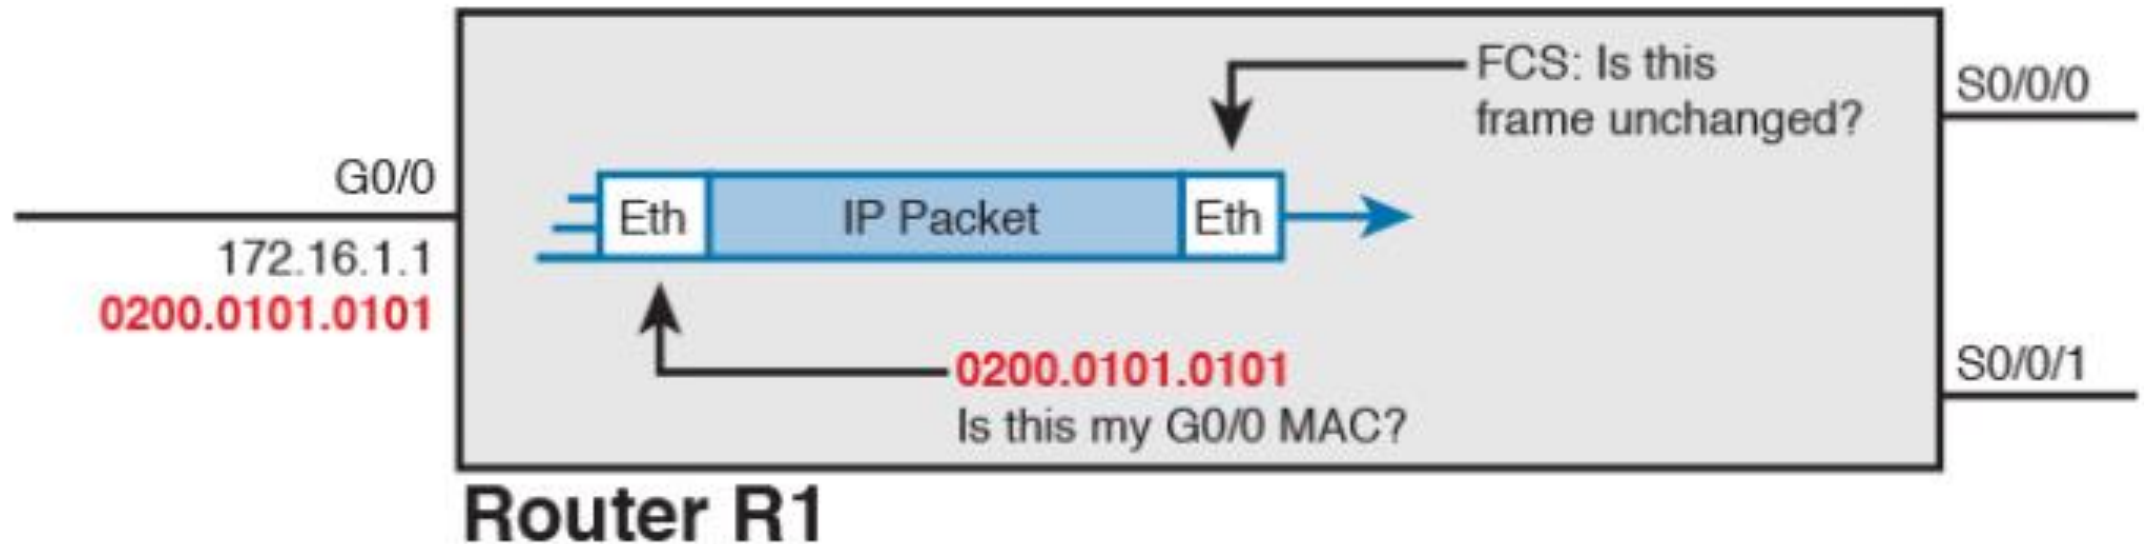 FCS: Is this
frame unchanged?
S0/0/0
G0/0
Eth
IP Packet
Eth
172.16.1.1
0200.0101.0101
0200.0101.0101
Is this my G0/0 MAC?
S0/0/1
Router R1